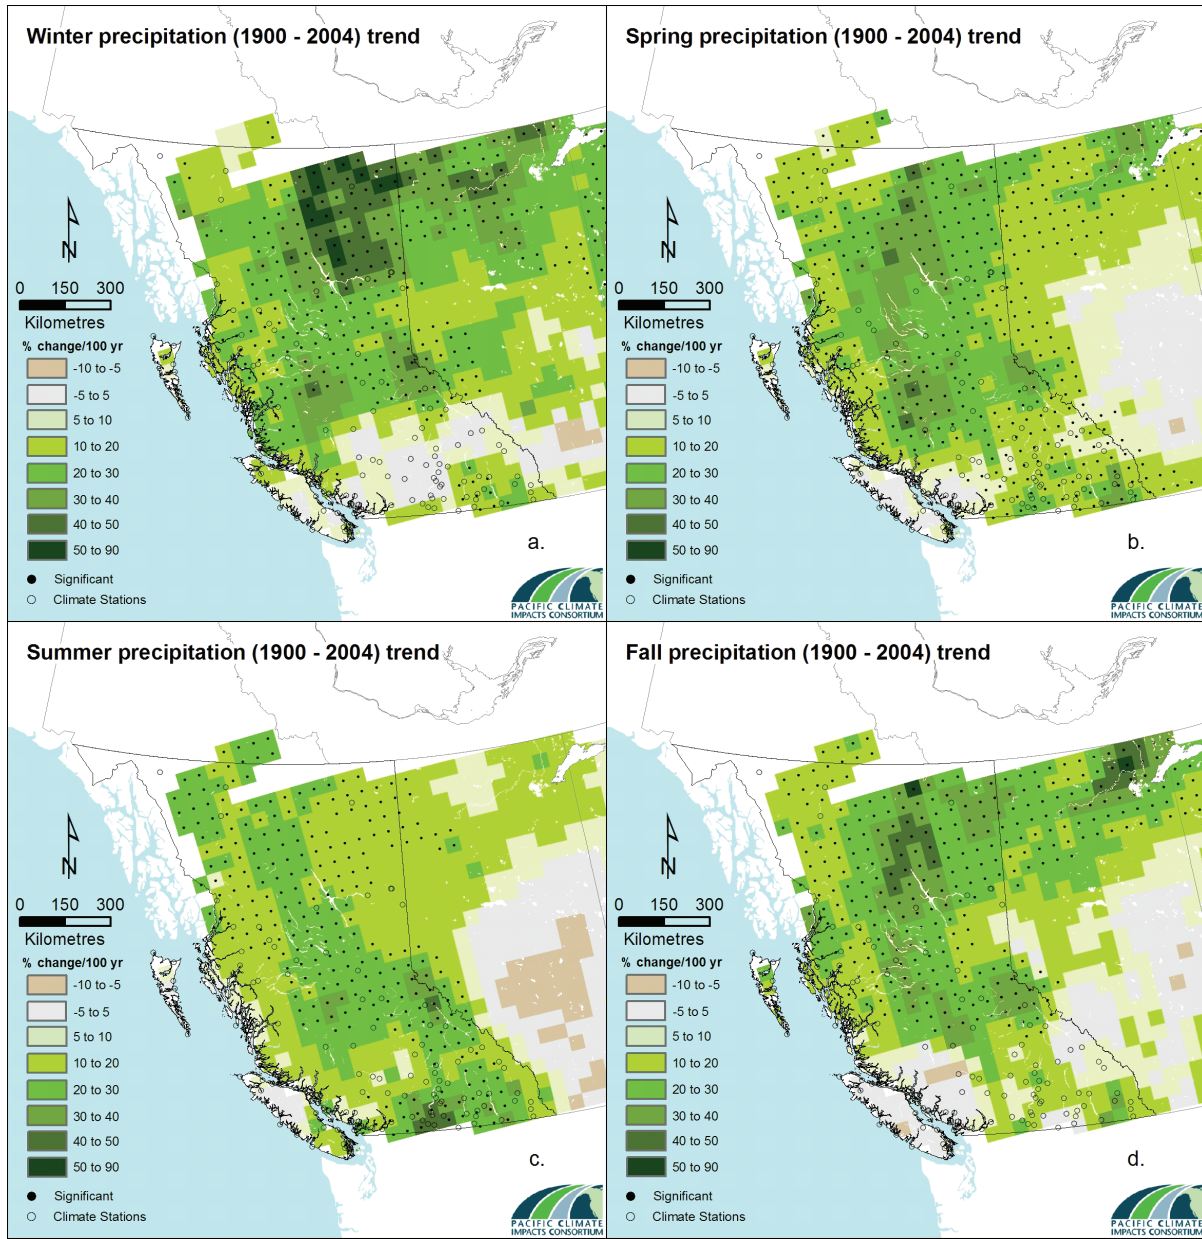 Winter precipitation (1900 - 2004) trend
N
0 150 300
Kilometres
% change/100 yr
-10 to -5
-5 to 5
5 to 10
10 to 20
20 to 30
30 to 40
40 to 50
50 to 90
Significant
Climate Stations
a.
PACIFIC CLIMATE
IMPACTS CONSORTIUM
Spring precipitation (1900 - 2004) trend
N
0 150 300
Kilometres
% change/100 yr
-10 to -5
-5 to 5
5 to 10
10 to 20
20 to 30
30 to 40
40 to 50
50 to 90
Significant
Climate Stations
b.
PACIFIC CLIMATE
IMPACTS CONSORTIUM
Summer precipitation (1900 - 2004) trend
N
0 150 300
Kilometres
% change/100 yr
-10 to -5
-5 to 5
5 to 10
10 to 20
20 to 30
30 to 40
40 to 50
50 to 90
Significant
Climate Stations
c.
PACIFIC CLIMATE
IMPACTS CONSORTIUM
Fall precipitation (1900 - 2004) trend
N
0 150 300
Kilometres
% change/100 yr
-10 to -5
-5 to 5
5 to 10
10 to 20
20 to 30
30 to 40
40 to 50
50 to 90
Significant
Climate Stations
d.
PACIFIC CLIMATE
IMPACTS CONSORTIUM